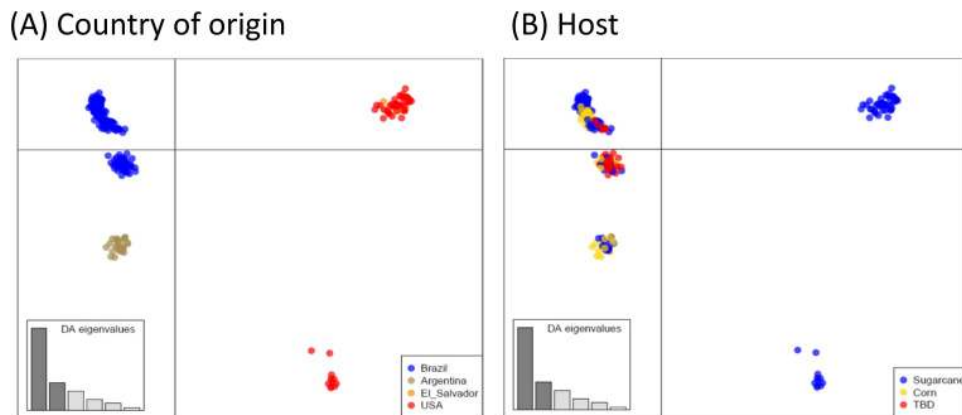 (A) Country of origin
(B) Host
DA eigenvalues
Brazil
Argentina
El_Salvador
USA
DA eigenvalues
Sugarcane
Corn
TBD